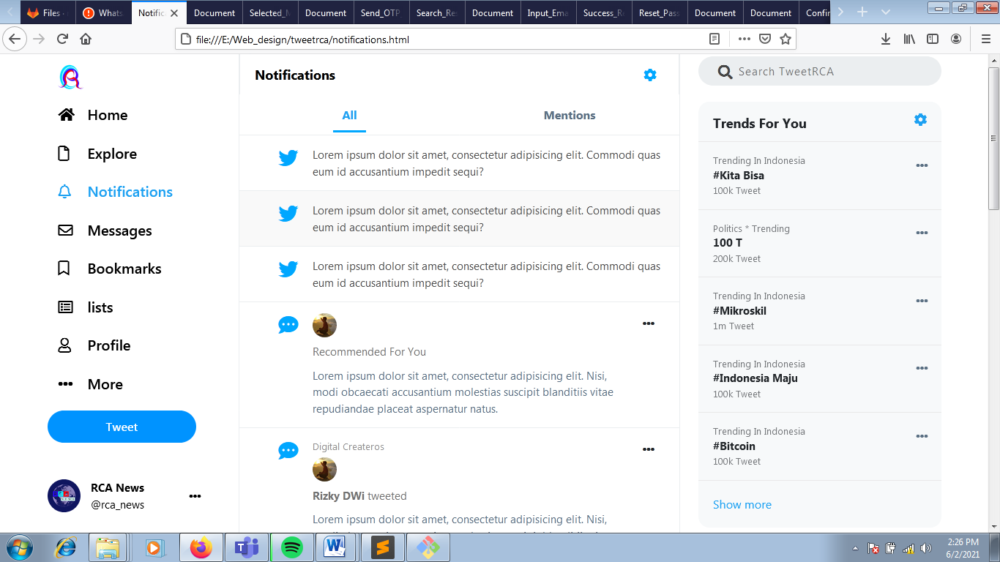 Files
Whats
Notific
Document
Selected_
Document
Send_OTP_
Search_Re
Document
Input_Ema
Success_R
Reset_Pass
Document
Document
Confir
file:///E:/Web_design/tweetrca/notifications.html
Home
Explore
Notifications
Messages
Bookmarks
lists
Profile
More
Tweet
RCA News
@rca_news
Notifications
All Mentions
Lorem ipsum dolor sit amet, consectetur adipisicing elit. Commodi quas
eum id accusantium impedit sequi?
Lorem ipsum dolor sit amet, consectetur adipisicing elit. Commodi quas
eum id accusantium impedit sequi?
Lorem ipsum dolor sit amet, consectetur adipisicing elit. Commodi quas
eum id accusantium impedit sequi?
Recommended For You
Lorem ipsum dolor sit amet, consectetur adipisicing elit. Nisi,
modi obcaecati accusantium molestias suscipit blanditiis vitae
repudiandae placeat aspernatur natus.
Digital Createros
Rizky DWi tweeted
Lorem ipsum dolor sit amet, consectetur adipisicing elit. Nisi,
Search TweetRCA
Trends For You
Trending In Indonesia
#Kita Bisa
100k Tweet
Politics * Trending
100 T
200k Tweet
Trending In Indonesia
#Mikroskil
1m Tweet
Trending In Indonesia
#Indonesia Maju
100k Tweet
Trending In Indonesia
#Bitcoin
100k Tweet
Show more
2:26 PM
6/2/2021